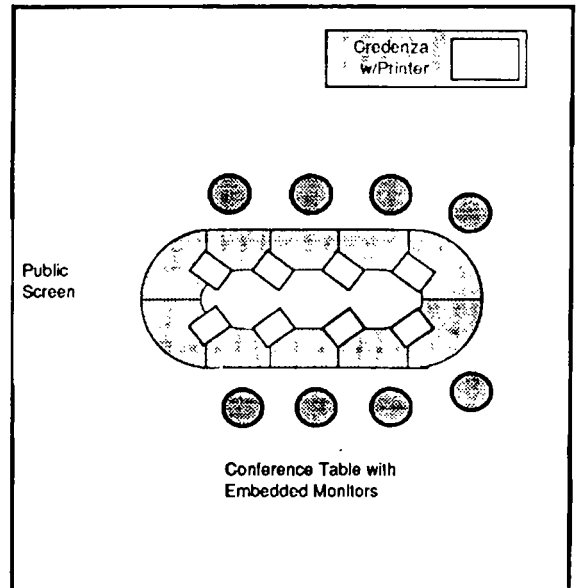 Credenza
w/Printer
Public
Screen
Conference Table with
Embedded Monitors